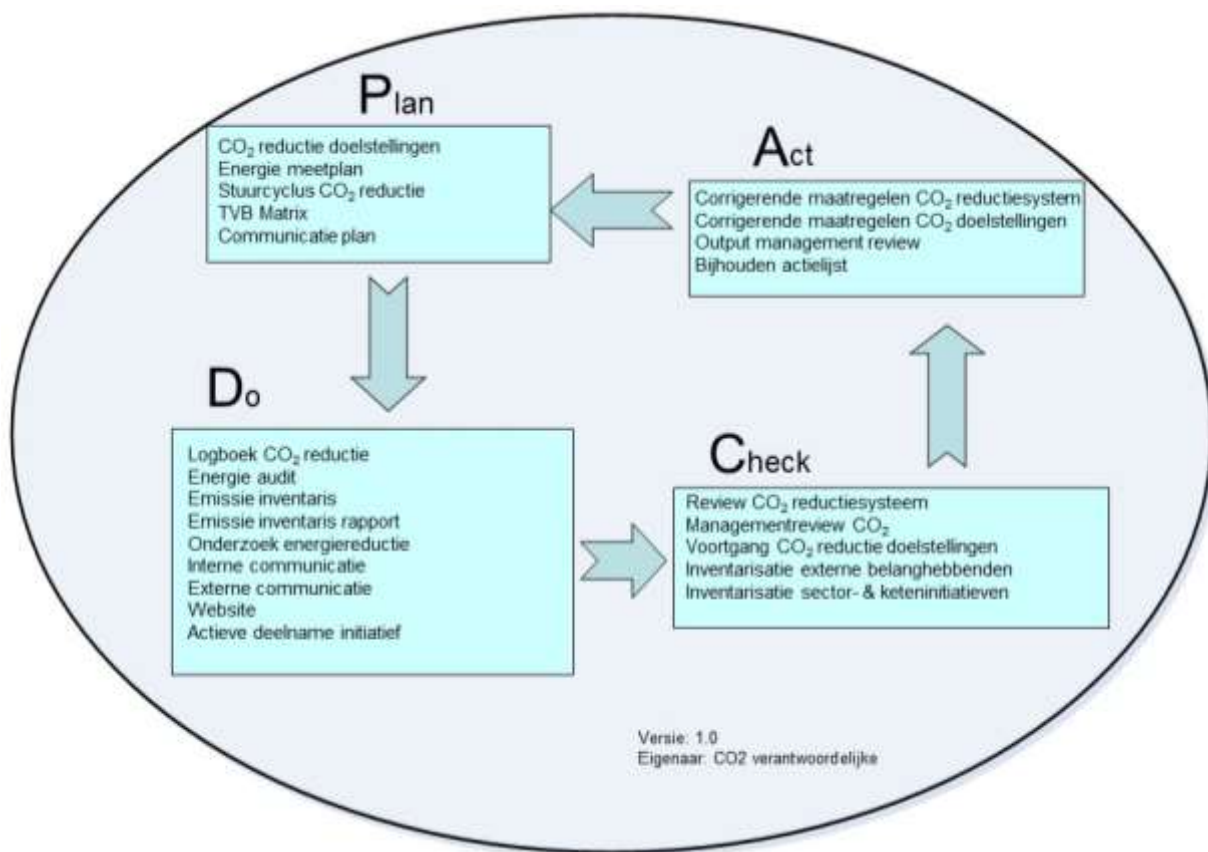 Plan
CO₂ reductie doelstellingen
Energie meetplan
Stuurcyclus CO₂ reductie
TVB Matrix
Communicatie plan
Act
Corrigerende maatregelen CO₂ reductiesystem
Corrigerende maatregelen CO₂ doelstellingen
Output management review
Bijhouden actielijst
Do
Logboek CO₂ reductie
Energie audit
Emissie inventaris
Emissie inventaris rapport
Onderzoek energiereductie
Interne communicatie
Externe communicatie
Website
Actieve deelname initiatief
Check
Review CO₂ reductiesysteem
Managementreview CO₂
Voortgang CO₂ reductie doelstellingen
Inventarisatie externe belanghebbenden
Inventarisatie sector- & keteninitiatieven
Versie: 1.0
Eigenaar: CO2 verantwoordelijke